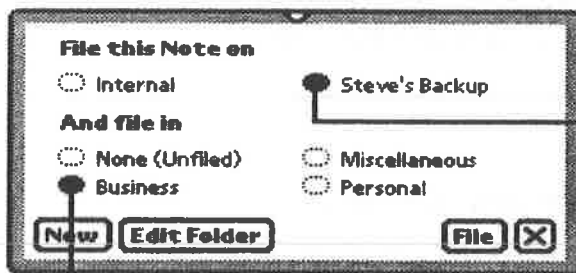 File this Note on
Internal Steve's Backup
And file in
None (Unfiled) Miscellaneous
Business Personal
New Edit Folder File